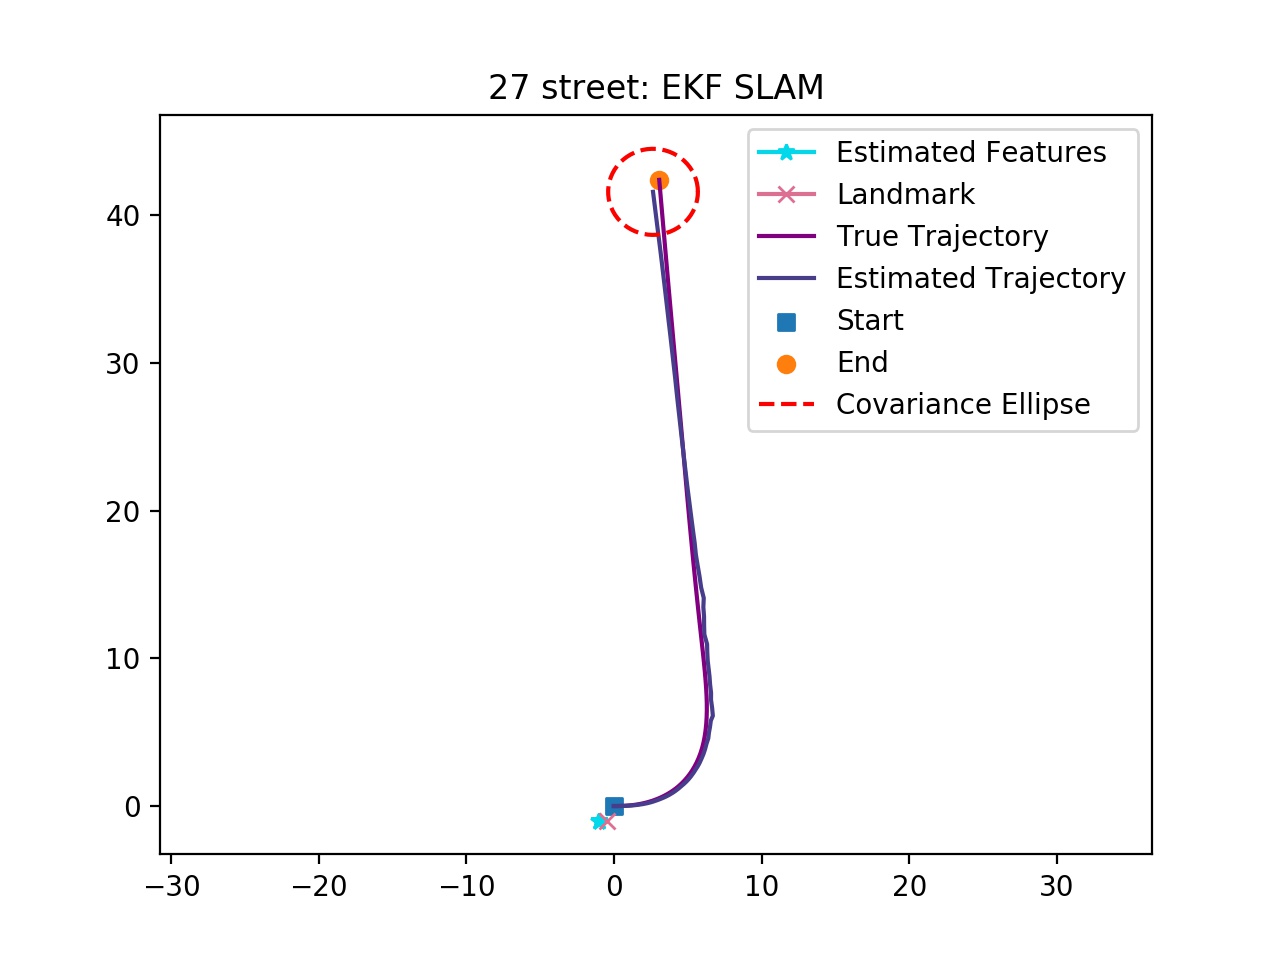 27 street: EKF SLAM
Estimated Features
Landmark
True Trajectory
Estimated Trajectory
Start
End
Covariance Ellipse
40
30
20
10
0
−30 −20 −10 0 10 20 30